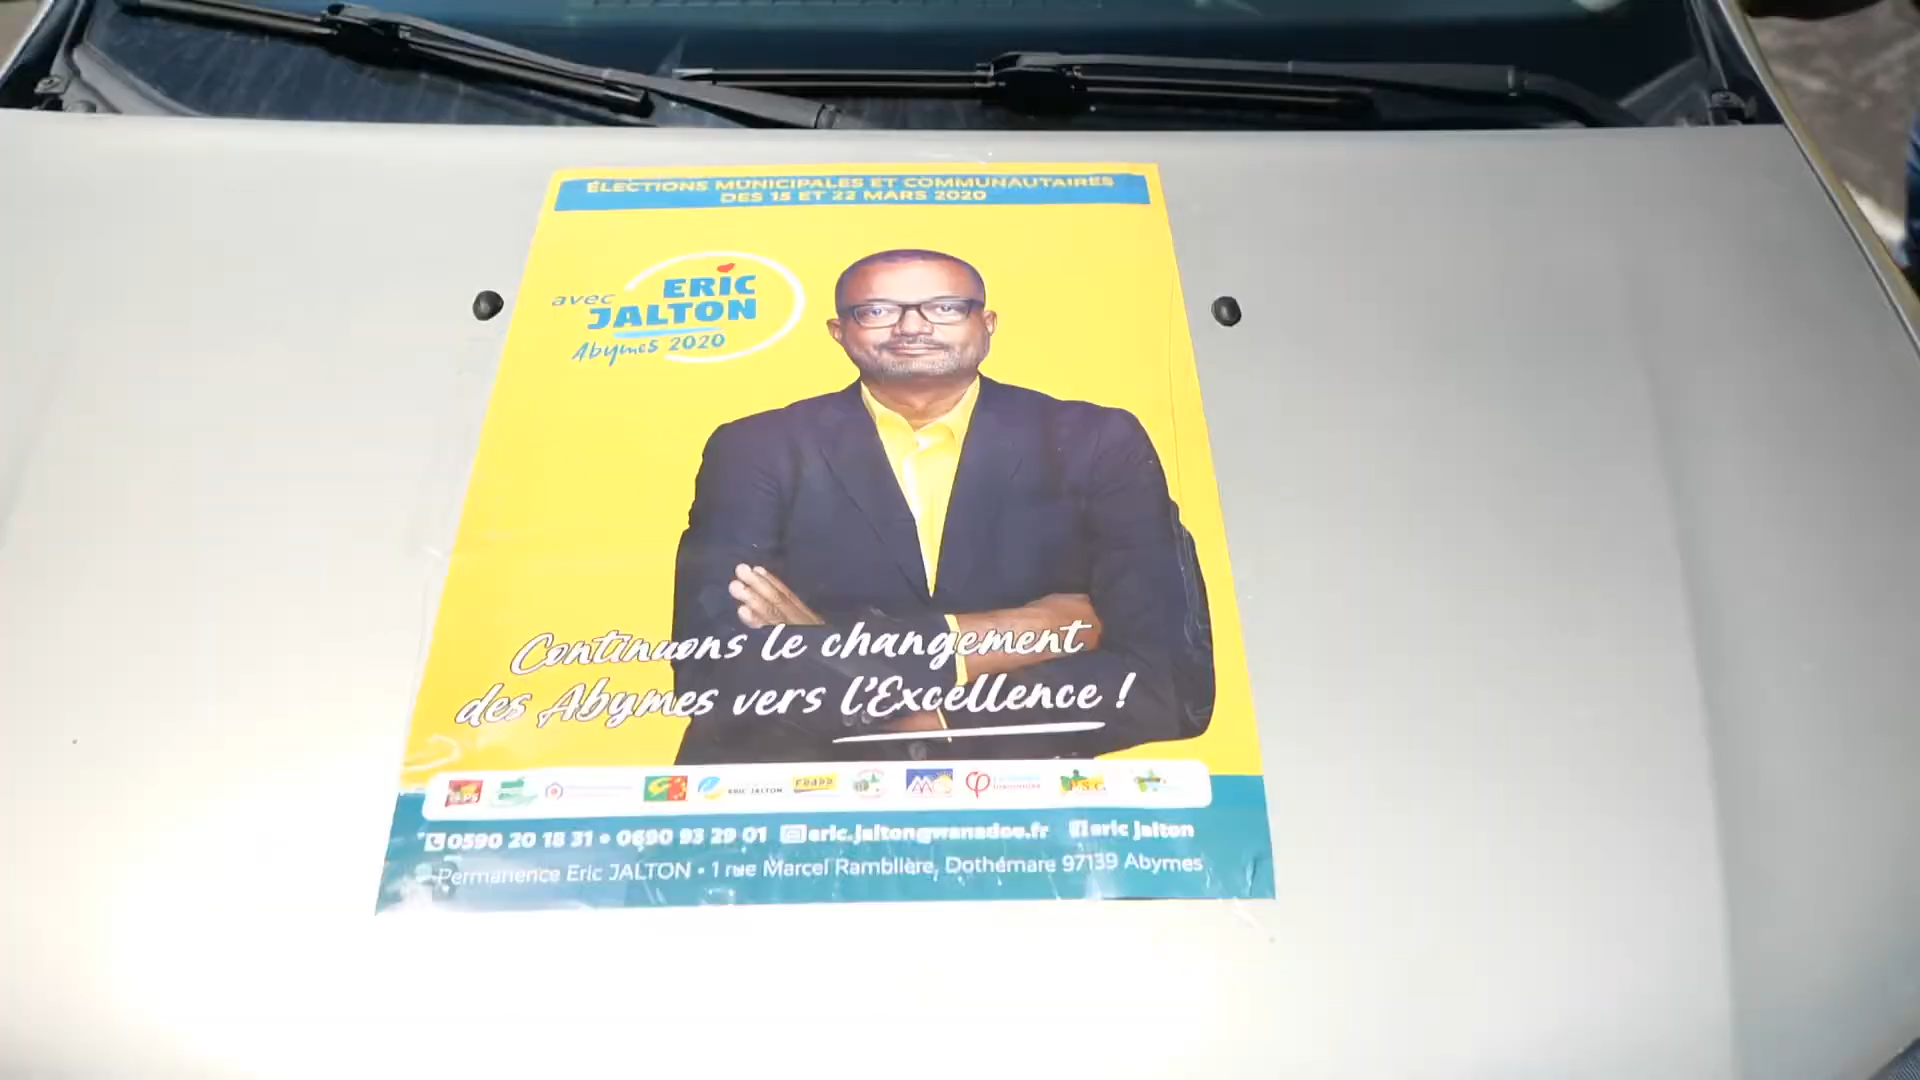 ÉLECTIONS MUNICIPALES ET COMMUNAUTAIRES
DES 15 ET 22 MARS 2020
avec ERIC
JALTON
Abymes 2020
Continuons le changement
des Abymes vers l'Excellence !
ERIC JALTON
0590 20 18 31 • 0690 93 29 01 eric.jalton@wanadoo.fr eric jalton
Permanence Eric JALTON • 1 rue Marcel Ramblière, Dothémare 97139 Abymes